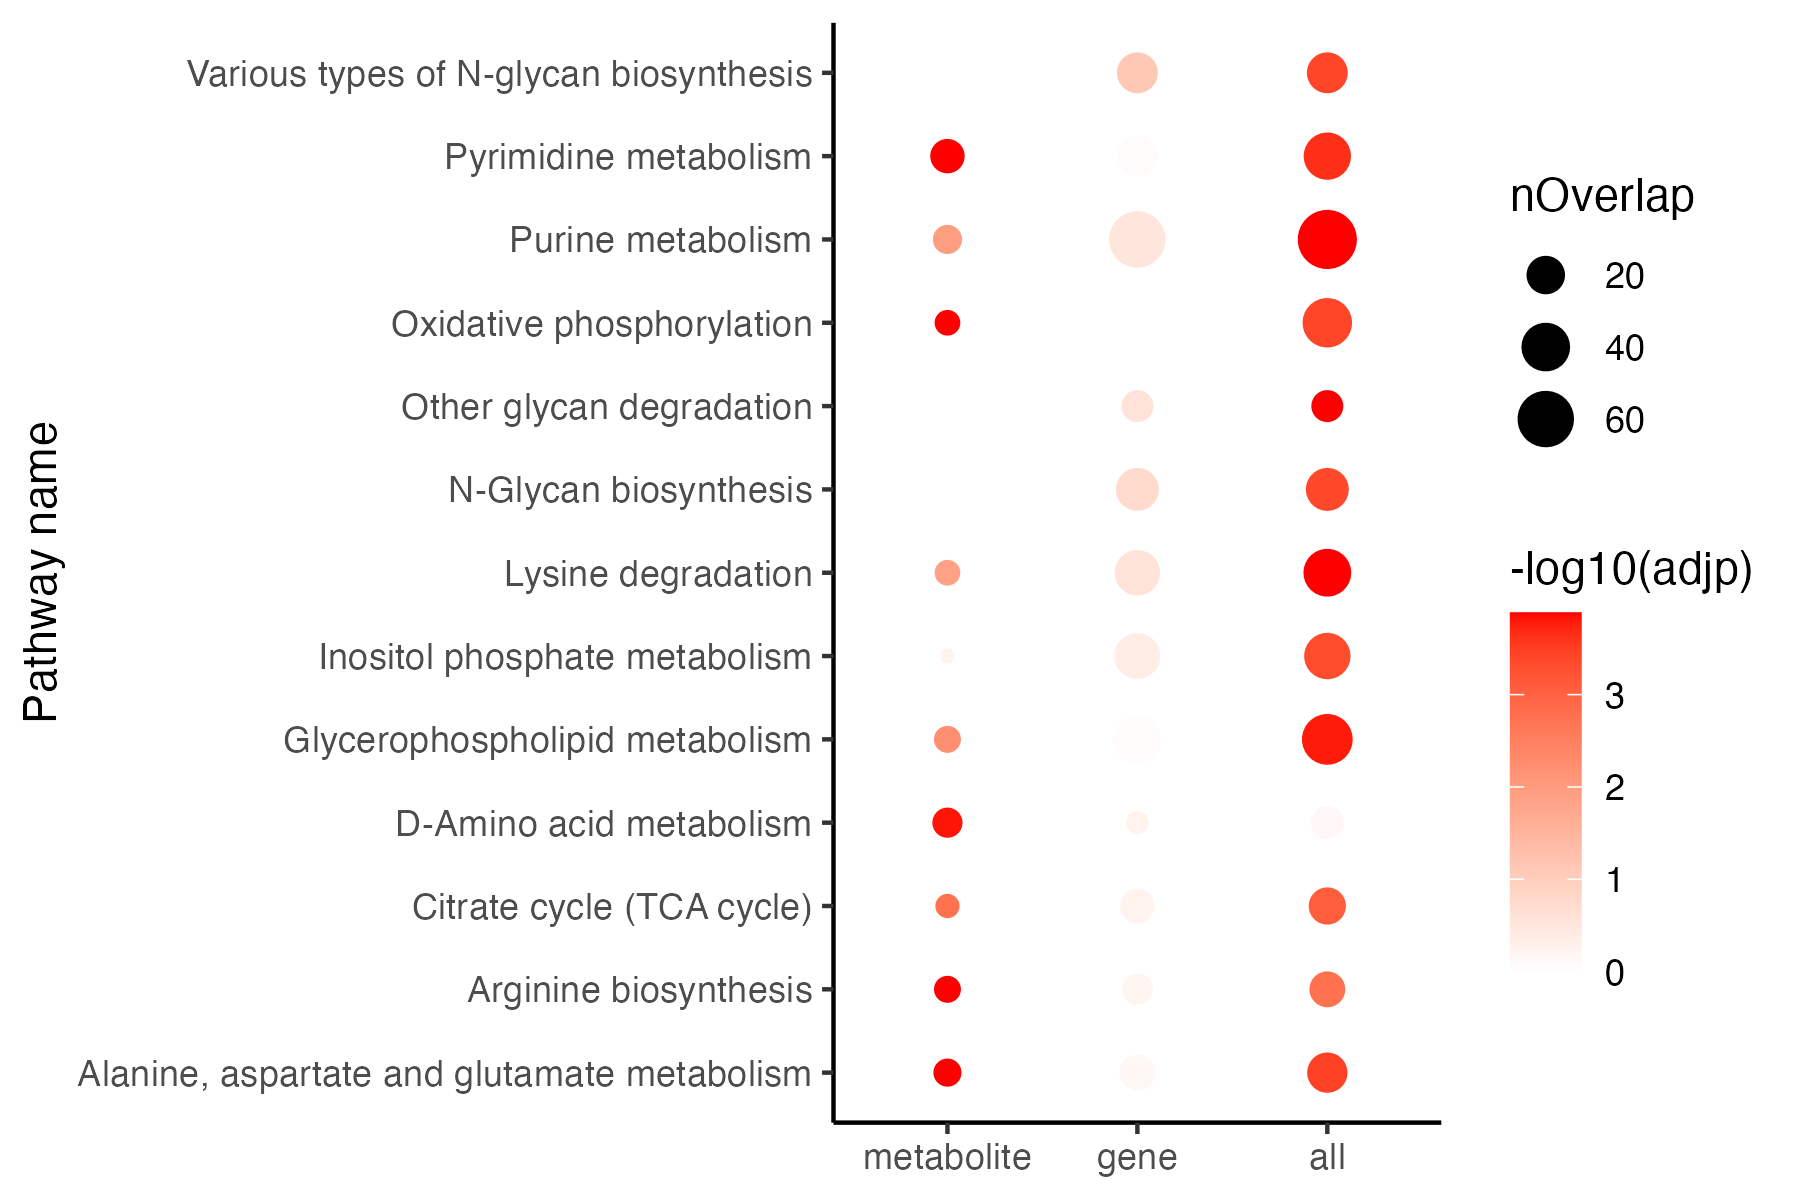 Pathway name
Various types of N-glycan biosynthesis
Pyrimidine metabolism
Purine metabolism
Oxidative phosphorylation
Other glycan degradation
N-Glycan biosynthesis
Lysine degradation
Inositol phosphate metabolism
Glycerophospholipid metabolism
D-Amino acid metabolism
Citrate cycle (TCA cycle)
Arginine biosynthesis
Alanine, aspartate and glutamate metabolism
metabolite gene all
nOverlap
20
40
60
-log10(adjp)
3
2
1
0